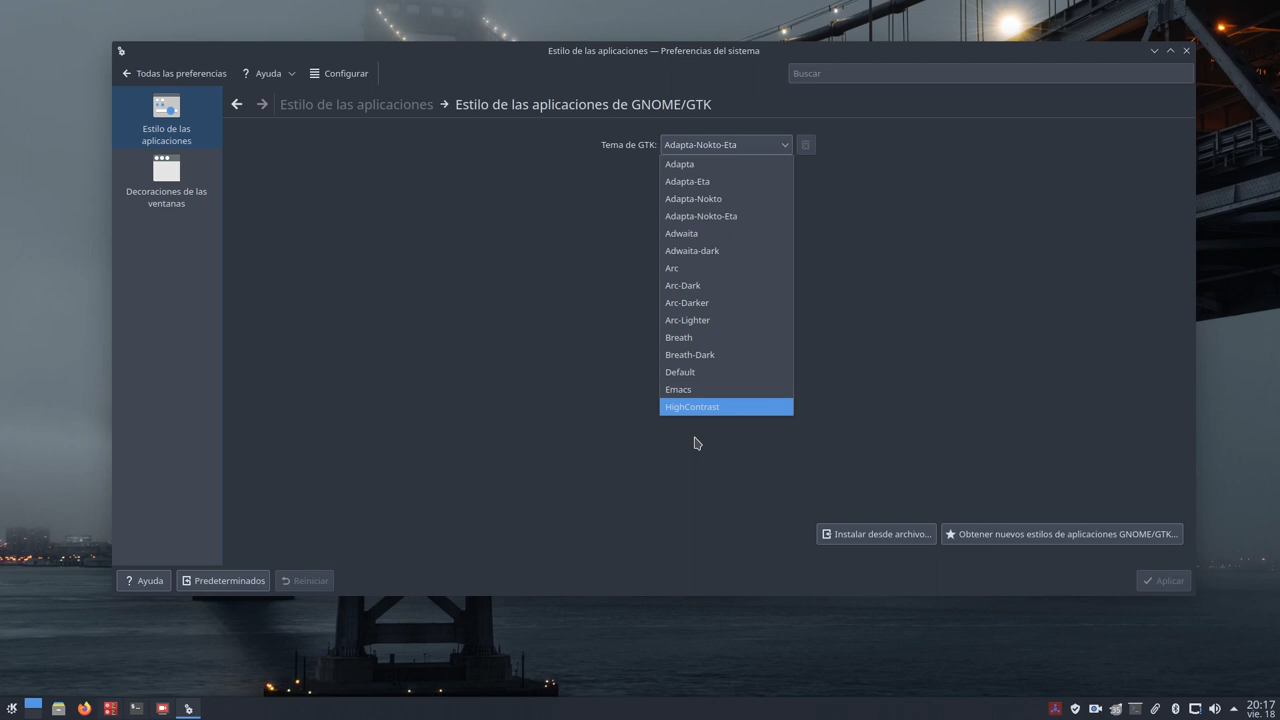 Estilo de las aplicaciones — Preferencias del sistema
Todas las preferencias
Ayuda
Configurar
Buscar
Estilo de las aplicaciones
Decoraciones de las ventanas
Estilo de las aplicaciones → Estilo de las aplicaciones de GNOME/GTK
Tema de GTK: Adapta-Nokto-Eta
Adapta
Adapta-Eta
Adapta-Nokto
Adapta-Nokto-Eta
Adwaita
Adwaita-dark
Arc
Arc-Dark
Arc-Darker
Arc-Lighter
Breath
Breath-Dark
Default
Emacs
HighContrast
Instalar desde archivo...
Obtener nuevos estilos de aplicaciones GNOME/GTK...
Ayuda
Predeterminados
Reiniciar
Aplicar
20:17
vie. 18